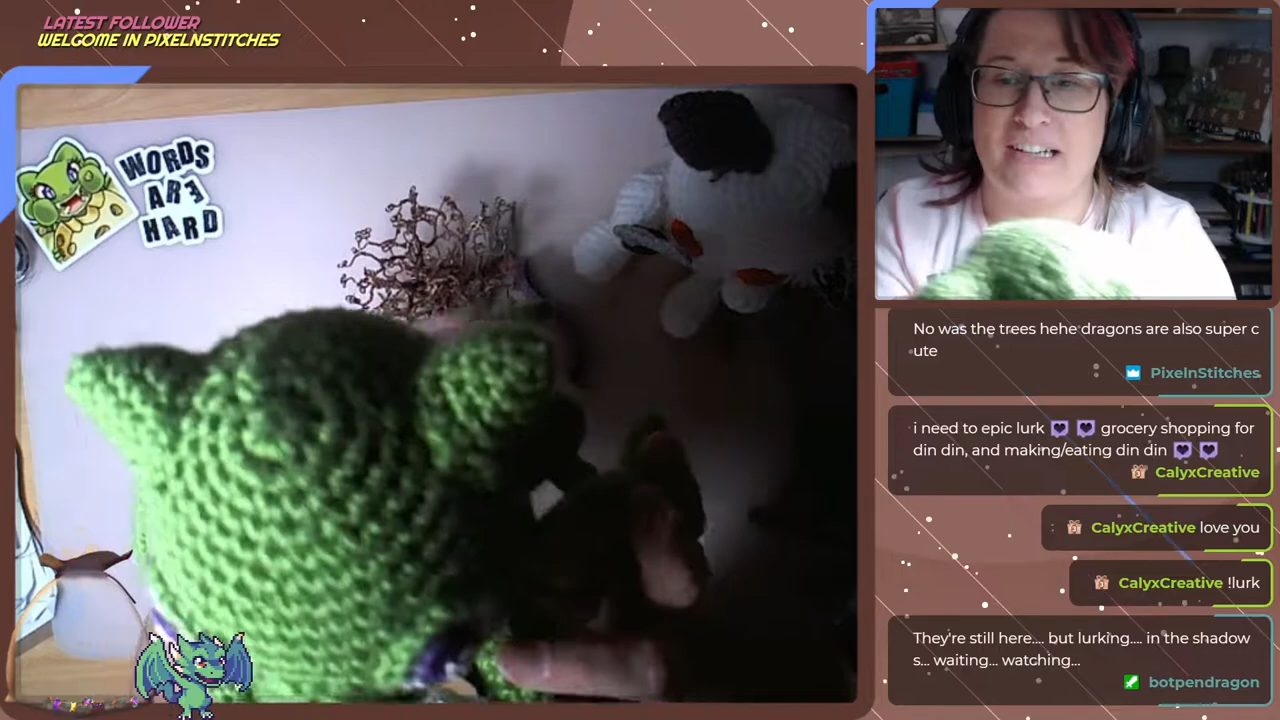 LATEST FOLLOWER
WELCOME IN PIXELNSTITCHES
WORDS
ARE
HARD
No was the trees hehe dragons are also super c
ute
PixelnStitches
i need to epic lurk grocery shopping for
din din, and making/eating din din
CalyxCreative
CalyxCreative love you
CalyxCreative !lurk
They're still here.... but lurking.... in the shadow
s... waiting... watching...
botpendragon